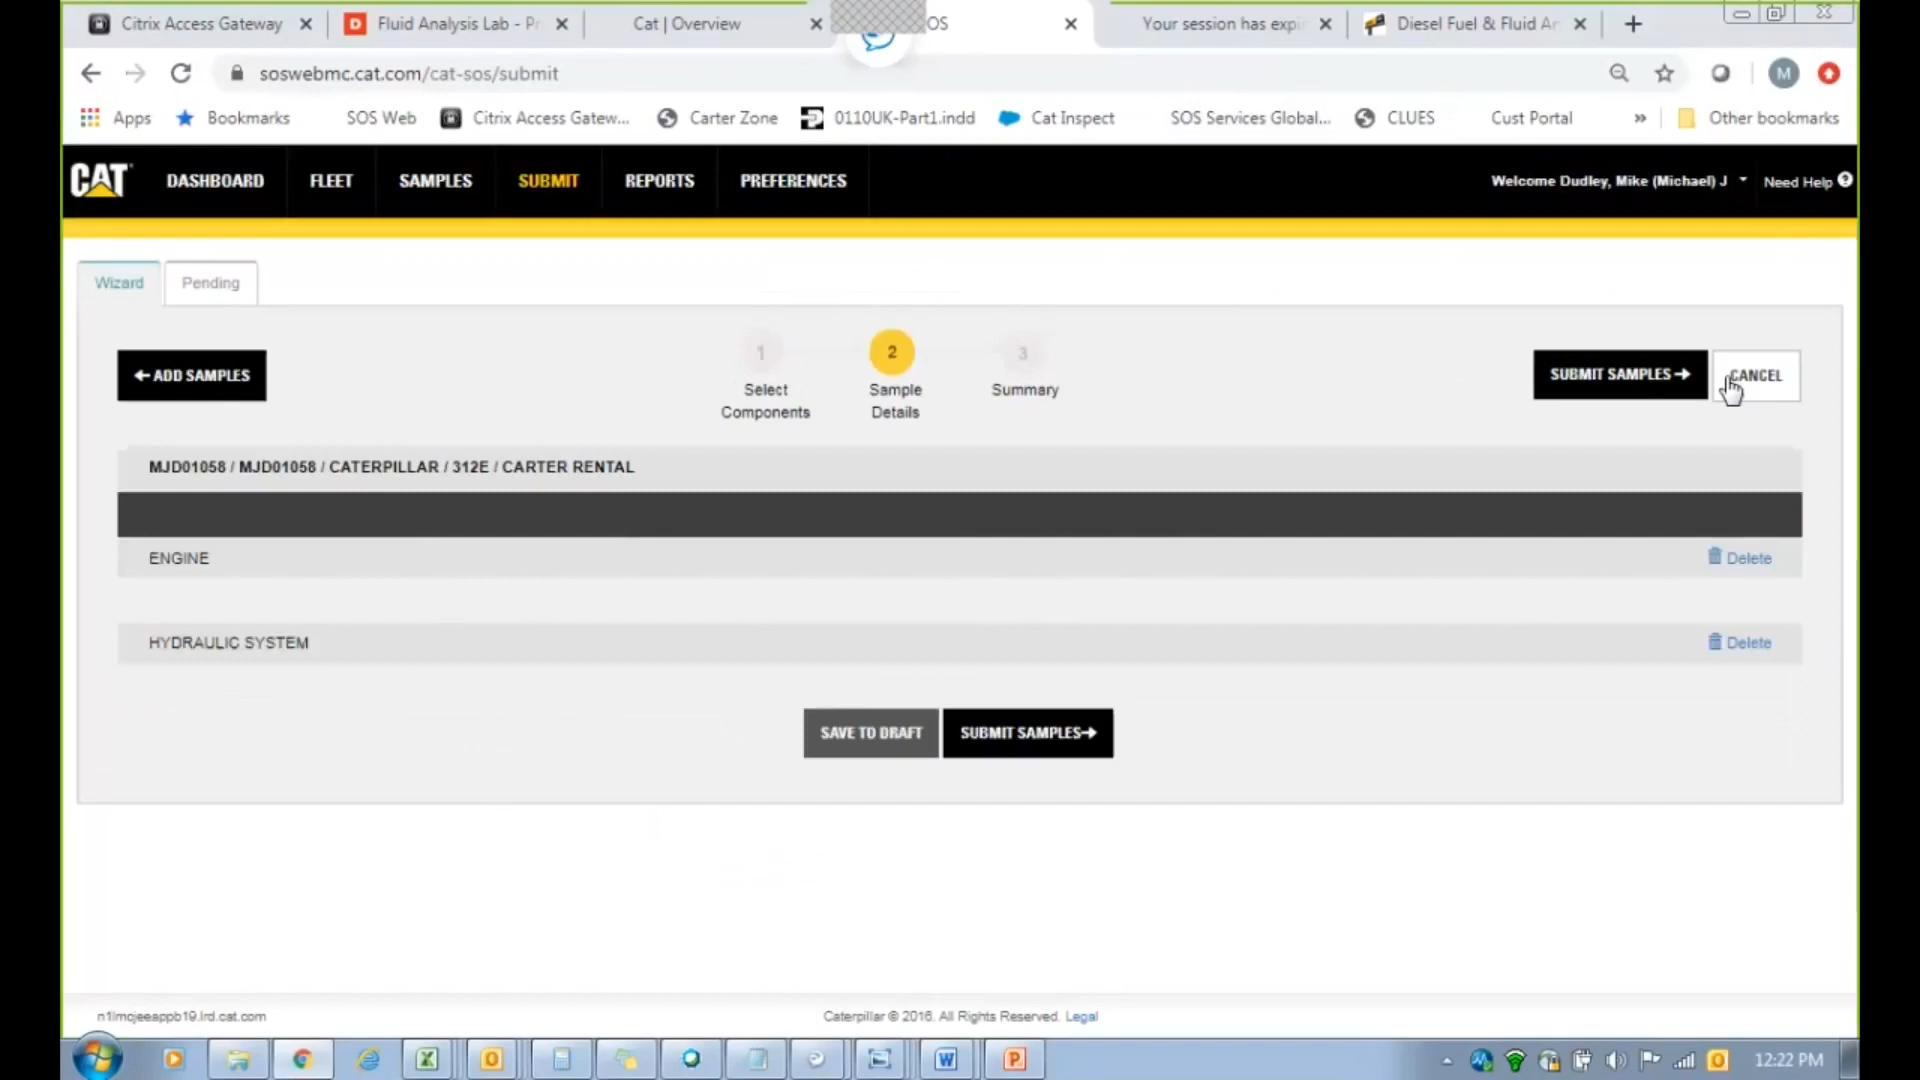 Citrix Access Gateway
Fluid Analysis Lab - Pr
Cat | Overview
OS
Your session has expi
Diesel Fuel & Fluid Ar
soswebmc.cat.com/cat-sos/submit
M
Apps
Bookmarks
SOS Web
Citrix Access Gatew...
Carter Zone
0110UK-Part1.indd
Cat Inspect
SOS Services Global...
CLUES
Cust Portal
»
Other bookmarks
CAT
DASHBOARD
FLEET
SAMPLES
SUBMIT
REPORTS
PREFERENCES
Welcome Dudley, Mike (Michael) J
Need Help
Wizard
Pending
ADD SAMPLES
1
Select
Components
2
Sample
Details
3
Summary
SUBMIT SAMPLES
CANCEL
MJD01058 / MJD01058 / CATERPILLAR / 312E / CARTER RENTAL
ENGINE
Delete
HYDRAULIC SYSTEM
Delete
SAVE TO DRAFT
SUBMIT SAMPLES
Caterpillar © 2016. All Rights Reserved. Legal
12:22 PM